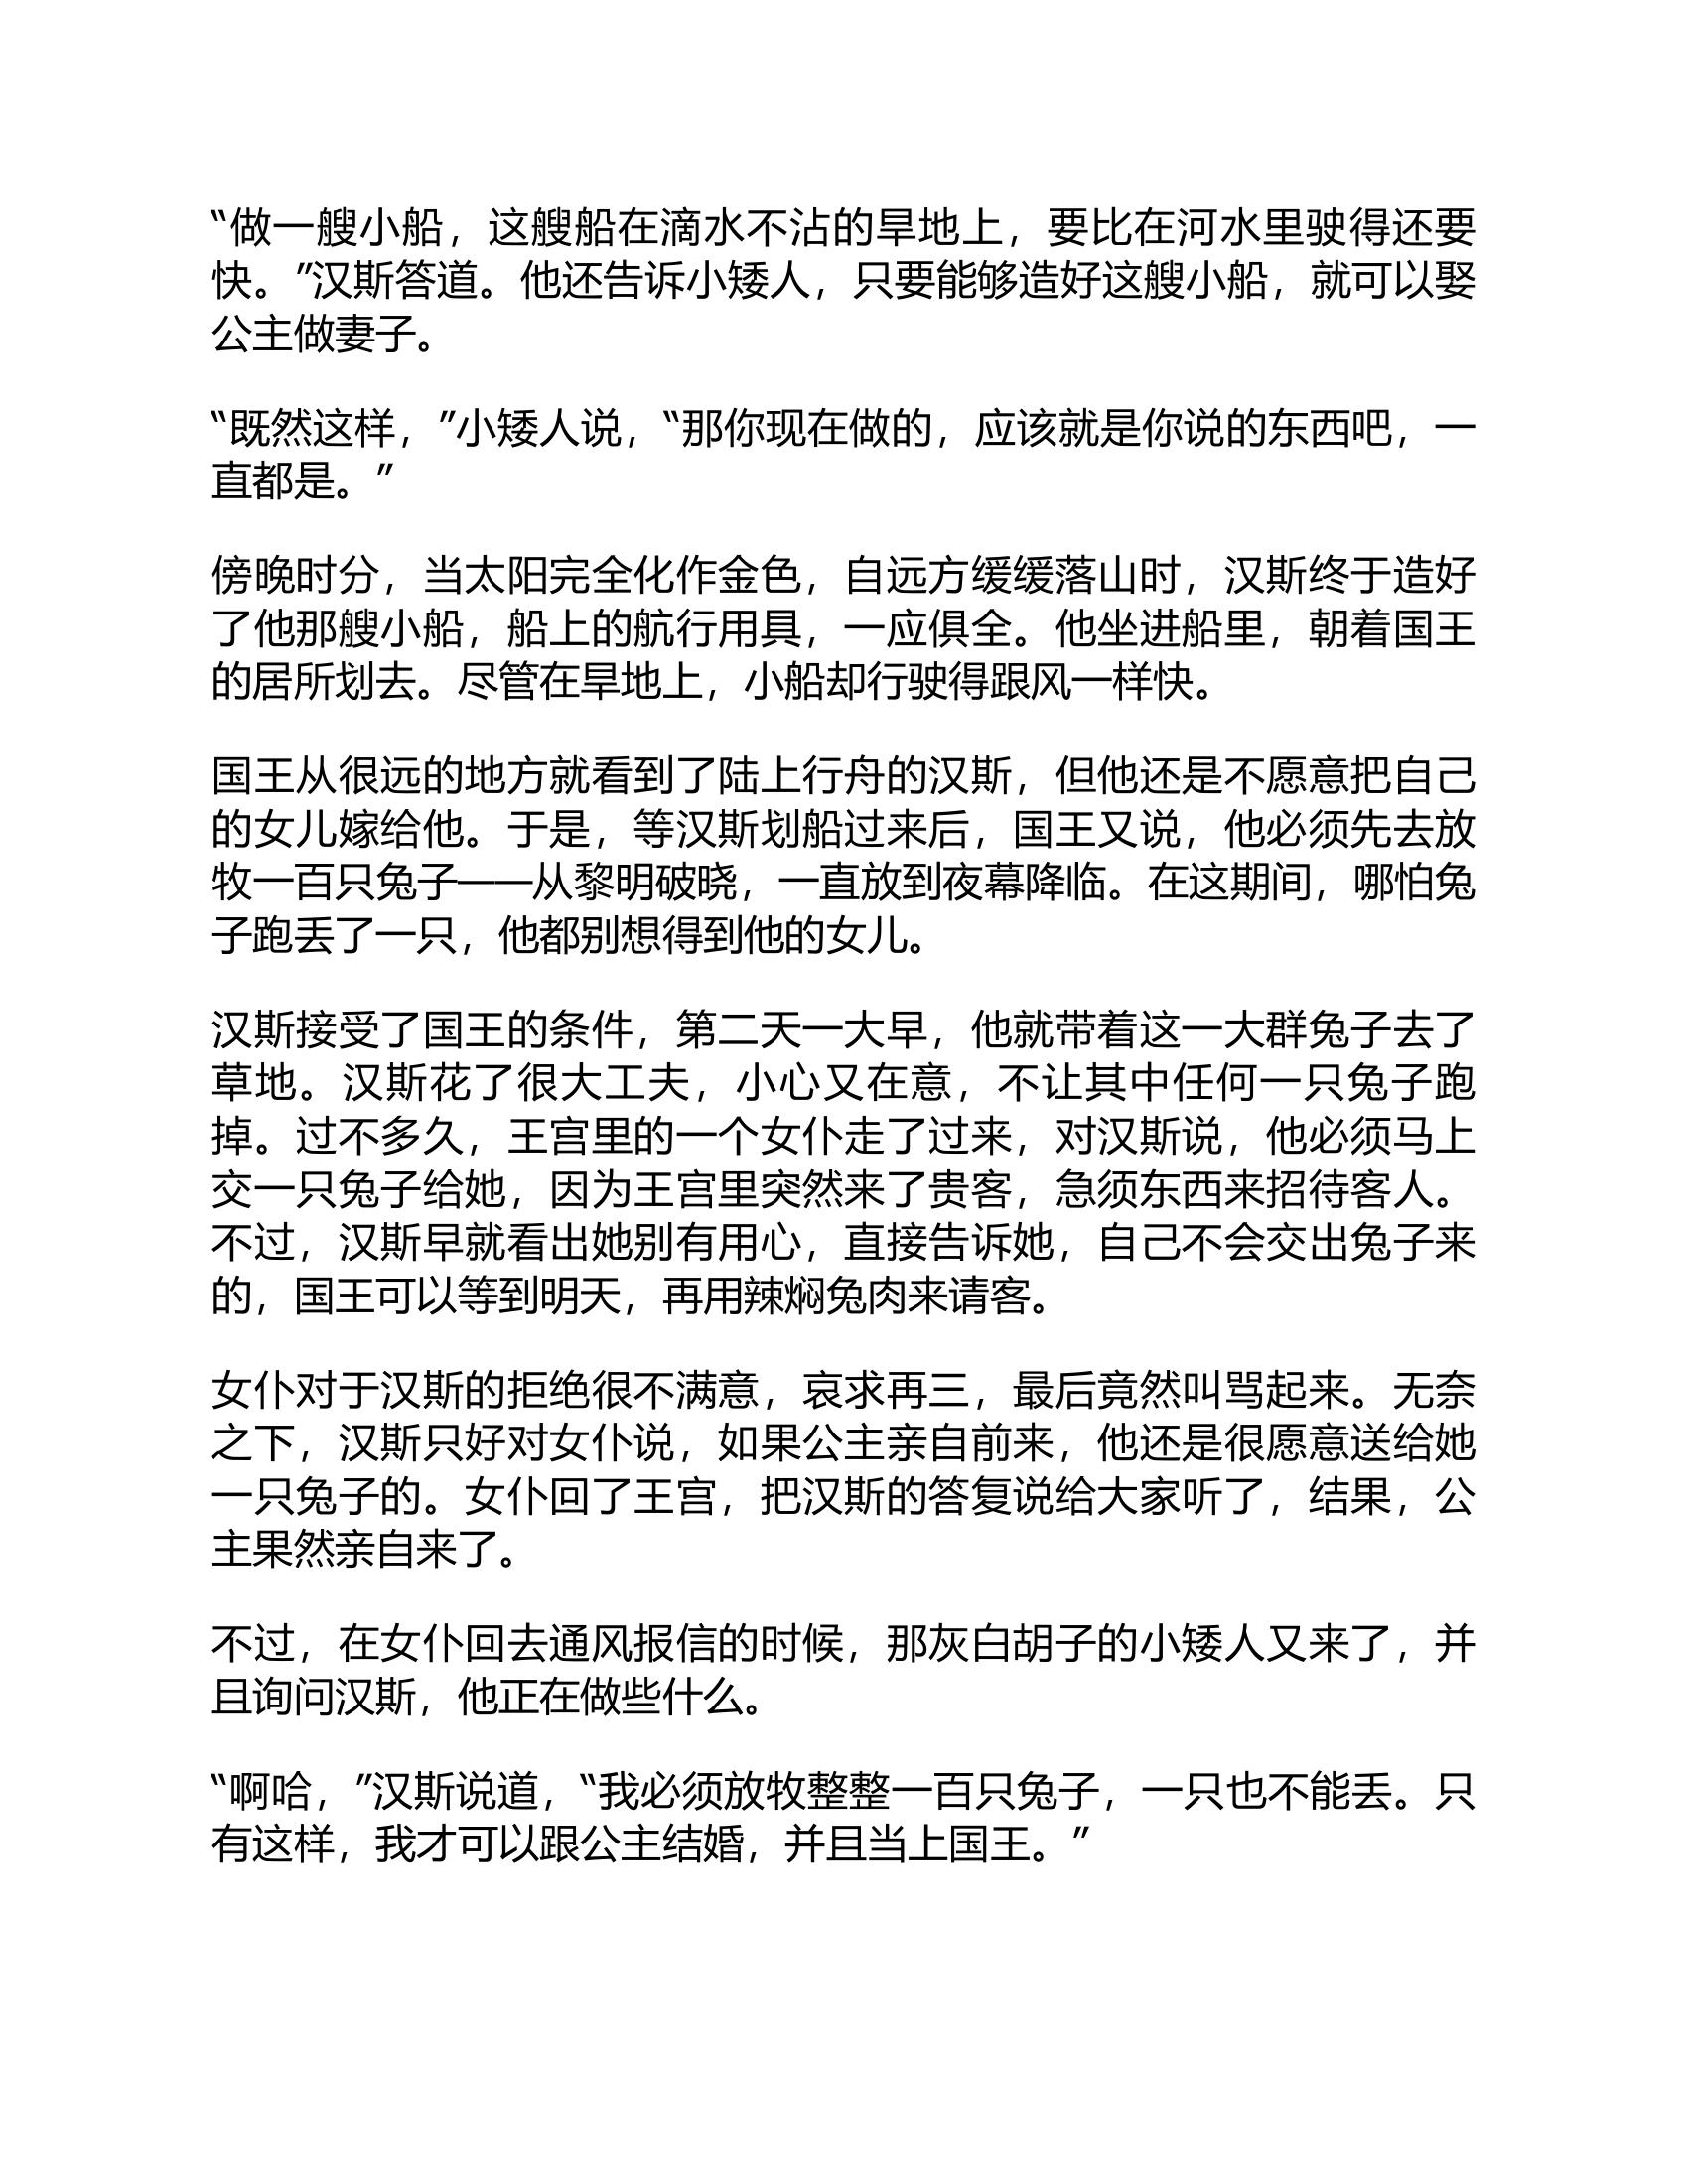 “做一艘小船，这艘船在滴水不沾的旱地上，要比在河水里驶得还要
快。”汉斯答道。他还告诉小矮人，只要能够造好这艘小船，就可以娶
公主做妻子。
“既然这样，”小矮人说，“那你现在做的，应该就是你说的东西吧，一
直都是。”
傍晚时分，当太阳完全化作金色，自远方缓缓落山时，汉斯终于造好
了他那艘小船，船上的航行用具，一应俱全。他坐进船里，朝着国王
的居所划去。尽管在旱地上，小船却行驶得跟风一样快。
国王从很远的地方就看到了陆上行舟的汉斯，但他还是不愿意把自己
的女儿嫁给他。于是，等汉斯划船过来后，国王又说，他必须先去放
牧一百只兔子——从黎明破晓，一直放到夜幕降临。在这期间，哪怕兔
子跑丢了一只，他都别想得到他的女儿。
汉斯接受了国王的条件，第二天一大早，他就带着这一大群兔子去了
草地。汉斯花了很大工夫，小心又在意，不让其中任何一只兔子跑
掉。过不多久，王宫里的一个女仆走了过来，对汉斯说，他必须马上
交一只兔子给她，因为王宫里突然来了贵客，急须东西来招待客人。
不过，汉斯早就看出她别有用心，直接告诉她，自己不会交出兔子来
的，国王可以等到明天，再用辣焖兔肉来请客。
女仆对于汉斯的拒绝很不满意，哀求再三，最后竟然叫骂起来。无奈
之下，汉斯只好对女仆说，如果公主亲自前来，他还是很愿意送给她
一只兔子的。女仆回了王宫，把汉斯的答复说给大家听了，结果，公
主果然亲自来了。
不过，在女仆回去通风报信的时候，那灰白胡子的小矮人又来了，并
且询问汉斯，他正在做些什么。
“啊哈，”汉斯说道，“我必须放牧整整一百只兔子，一只也不能丢。只
有这样，我才可以跟公主结婚，并且当上国王。”